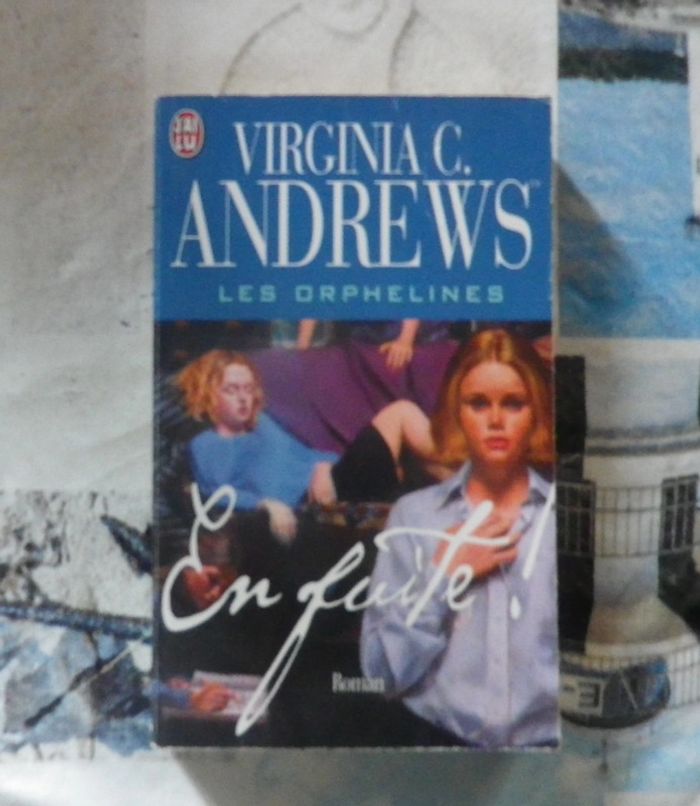 J'AI
LU
VIRGINIA C.
ANDREWS
LES ORPHELINES
En fuite !
Roman